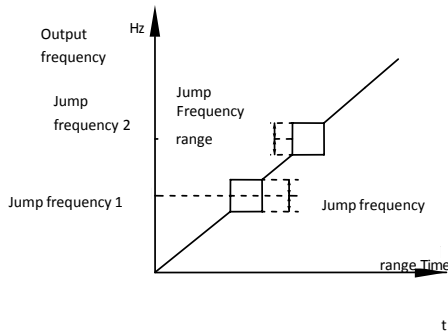 Hz
Output
frequency
Jump
Frequency
range
Jump
frequency 2
Jump frequency 1
Jump frequency
range Time
t